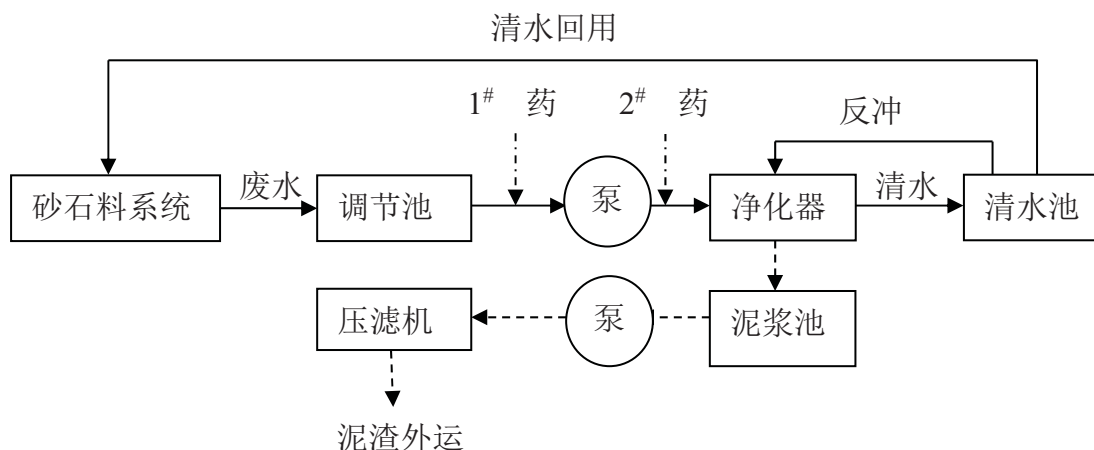 清水回用
1# 药
2# 药
反冲
砂石料系统
废水
调节池
泵
净化器
清水
清水池
压滤机
泵
泥浆池
泥渣外运